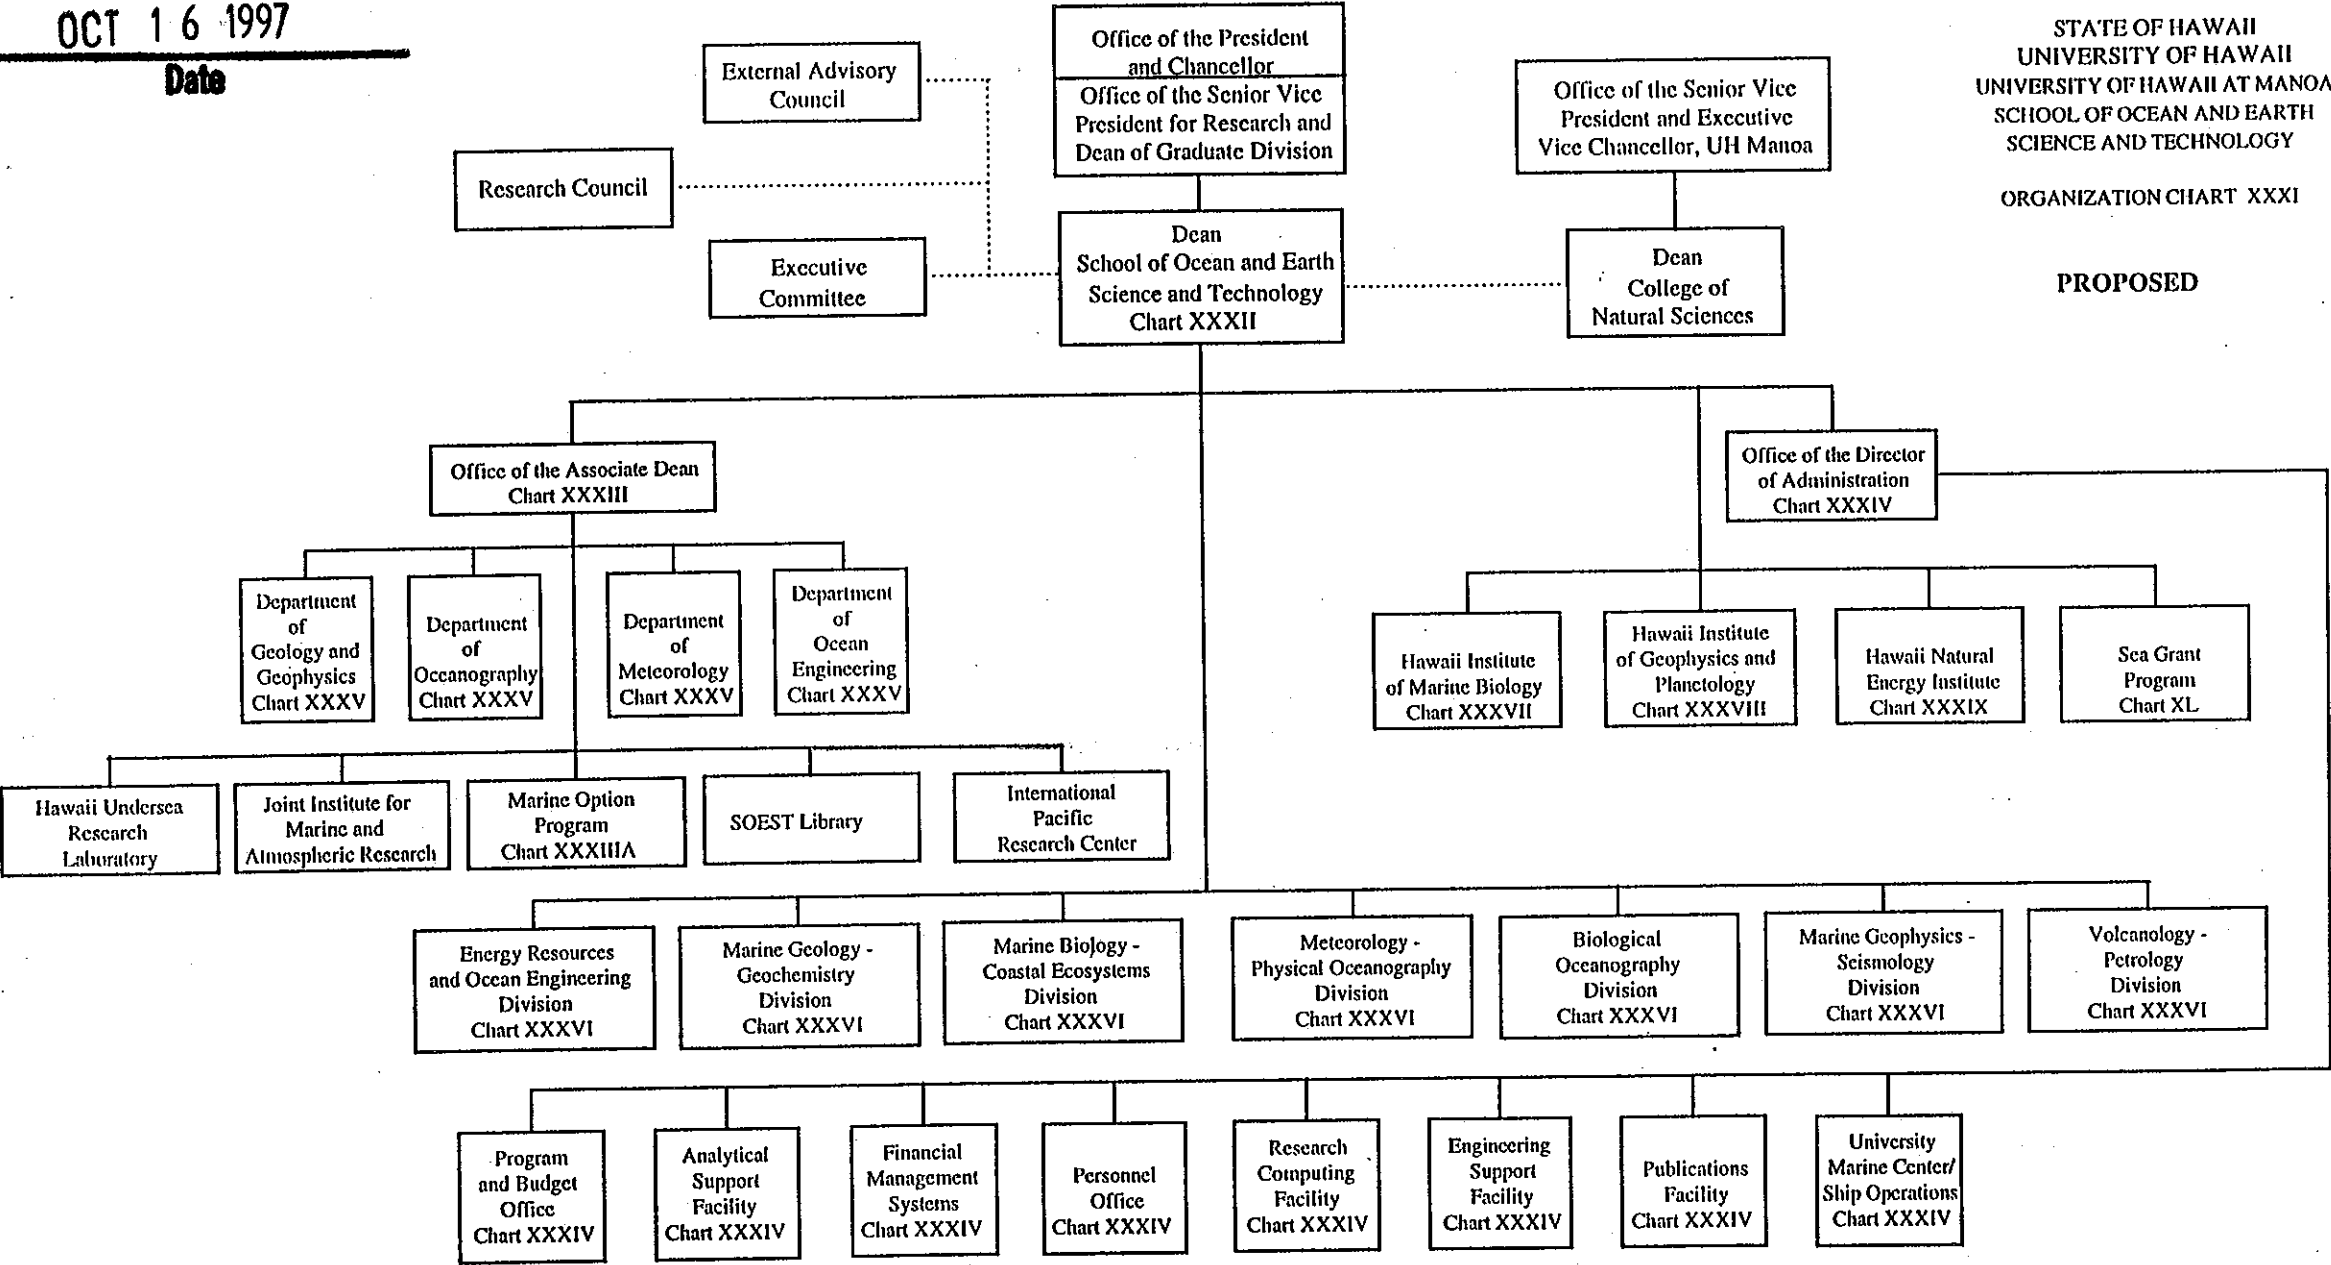 OCT 16 1997
Date
STATE OF HAWAII
UNIVERSITY OF HAWAII
UNIVERSITY OF HAWAII AT MANOA
SCHOOL OF OCEAN AND EARTH
SCIENCE AND TECHNOLOGY
ORGANIZATION CHART XXXI
PROPOSED
Office of the President
and Chancellor
Office of the Senior Vice
President for Research and
Dean of Graduate Division
External Advisory
Council
Research Council
Executive
Committee
Office of the Senior Vice
President and Executive
Vice Chancellor, UH Manoa
Dean
School of Ocean and Earth
Science and Technology
Chart XXXII
Dean
College of
Natural Sciences
Office of the Associate Dean
Chart XXXIII
Office of the Director
of Administration
Chart XXXIV
Department
of
Geology and
Geophysics
Chart XXXV
Department
of
Oceanography
Chart XXXV
Department
of
Meteorology
Chart XXXV
Department
of
Ocean
Engineering
Chart XXXV
Hawaii Institute
of Marine Biology
Chart XXXVII
Hawaii Institute
of Geophysics and
Planetology
Chart XXXVIII
Hawaii Natural
Energy Institute
Chart XXXIX
Sea Grant
Program
Chart XL
Hawaii Undersea
Research
Laboratory
Joint Institute for
Marine and
Atmospheric Research
Marine Option
Program
Chart XXXIIIA
SOEST Library
International
Pacific
Research Center
Energy Resources
and Ocean Engineering
Division
Chart XXXVI
Marine Geology -
Geochemistry
Division
Chart XXXVI
Marine Biology -
Coastal Ecosystems
Division
Chart XXXVI
Meteorology -
Physical Oceanography
Division
Chart XXXVI
Biological
Oceanography
Division
Chart XXXVI
Marine Geophysics -
Seismology
Division
Chart XXXVI
Volcanology -
Petrology
Division
Chart XXXVI
Program
and Budget
Office
Chart XXXIV
Analytical
Support
Facility
Chart XXXIV
Financial
Management
Systems
Chart XXXIV
Personnel
Office
Chart XXXIV
Research
Computing
Facility
Chart XXXIV
Engineering
Support
Facility
Chart XXXIV
Publications
Facility
Chart XXXIV
University
Marine Center/
Ship Operations
Chart XXXIV